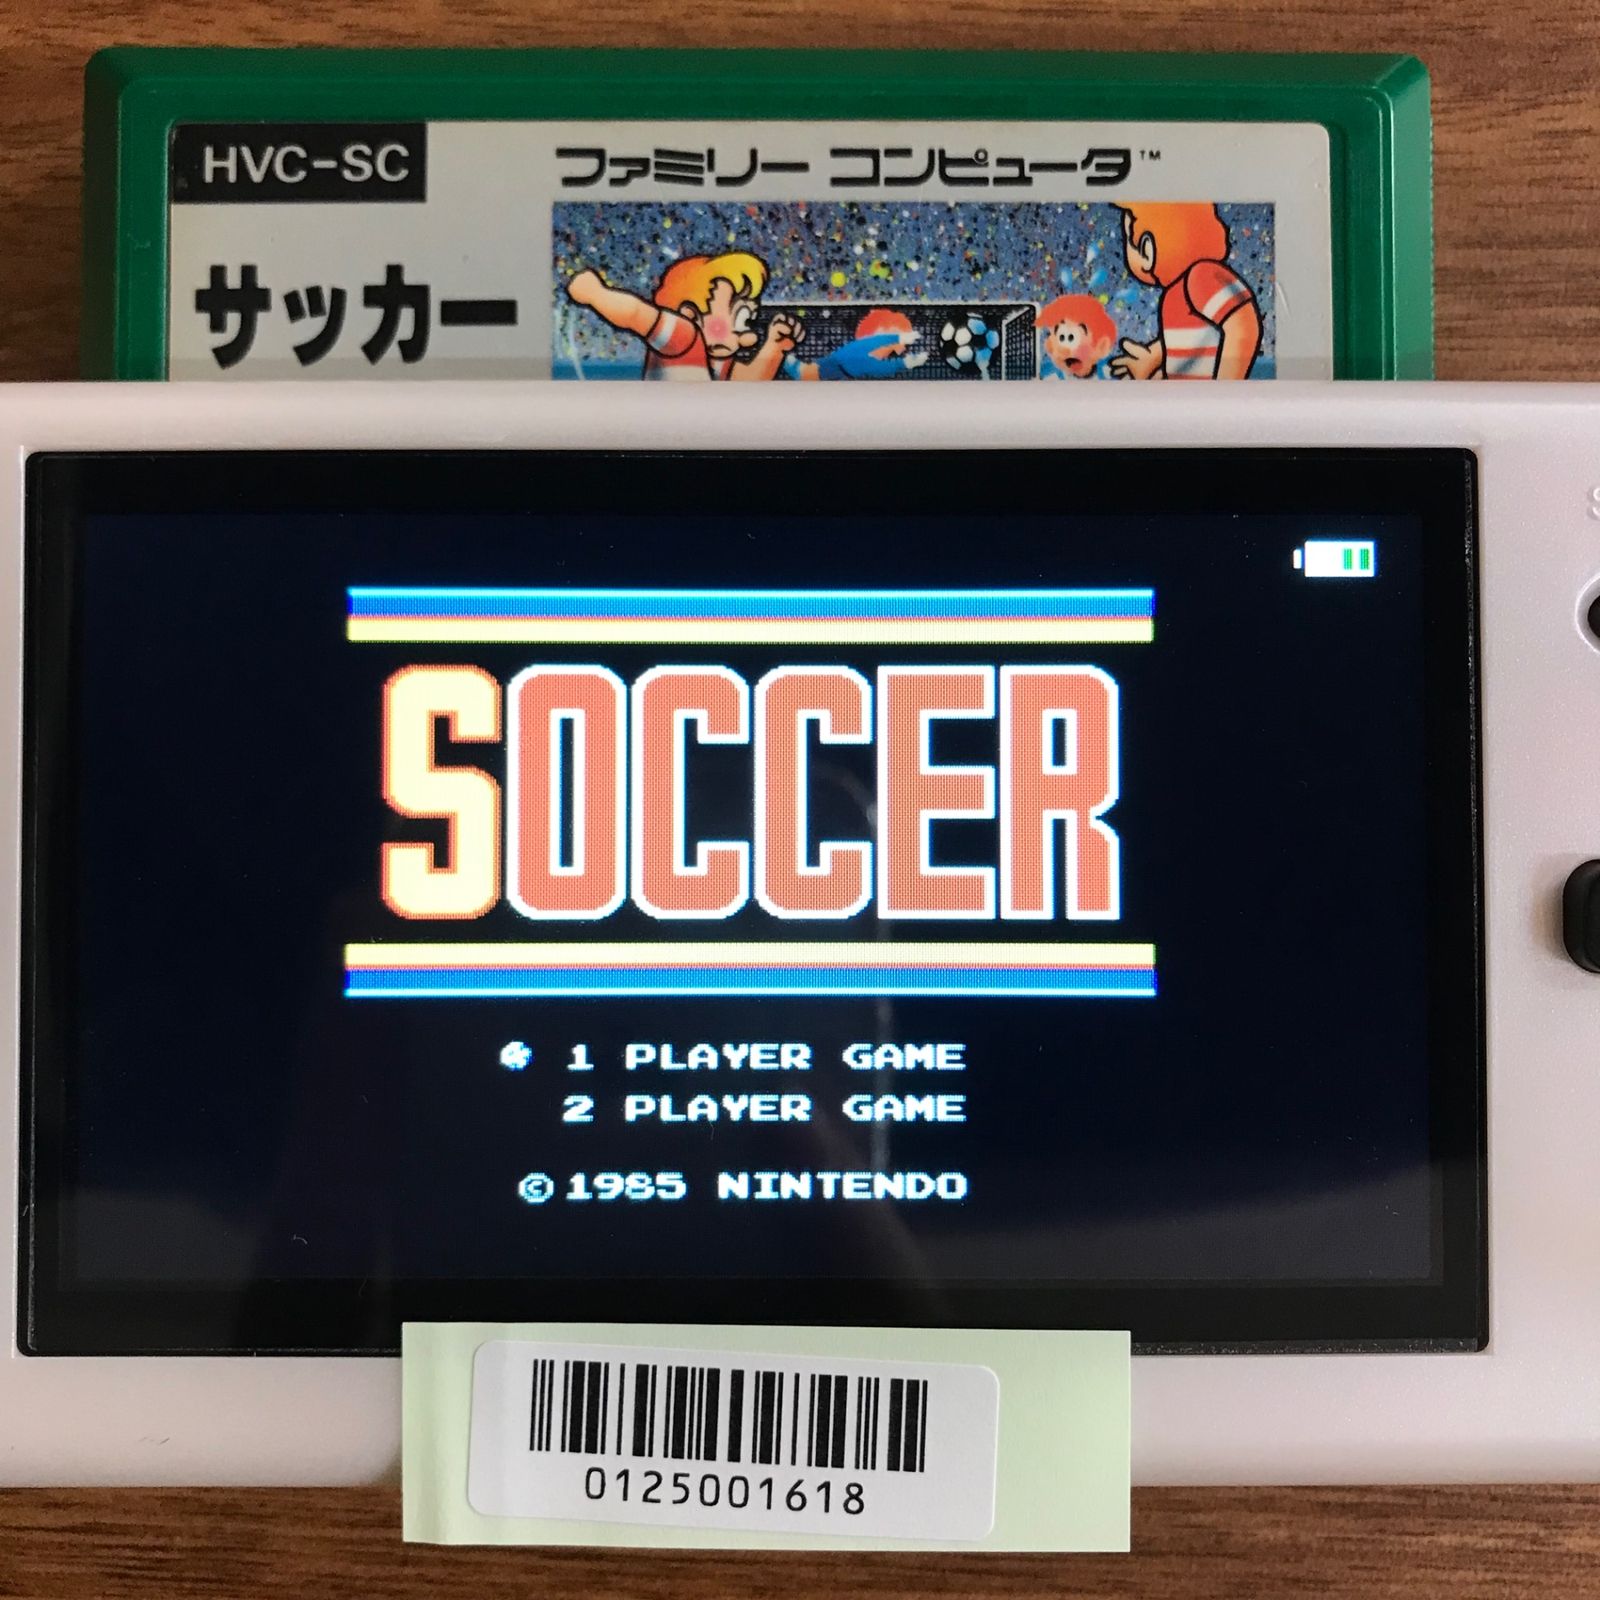 HVC-SC
ファミリー コンピュータ™
サッカー
SOCCER
1 PLAYER GAME
2 PLAYER GAME
©1985 NINTENDO
0125001618